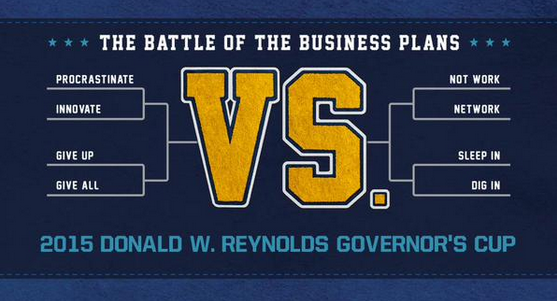 THE BATTLE OF THE BUSINESS PLANS
PROCRASTINATE
INNOVATE
GIVE UP
GIVE ALL
VS.
NOT WORK
NETWORK
SLEEP IN
DIG IN
2015 DONALD W. REYNOLDS GOVERNOR'S CUP